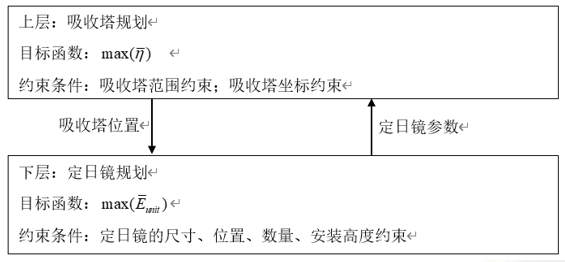 上层：吸收塔规划
目标函数：max(η̅)
约束条件：吸收塔范围约束；吸收塔坐标约束
吸收塔位置
定日镜参数
下层：定日镜规划
目标函数：max(E̅unit)
约束条件：定日镜的尺寸、位置、数量、安装高度约束